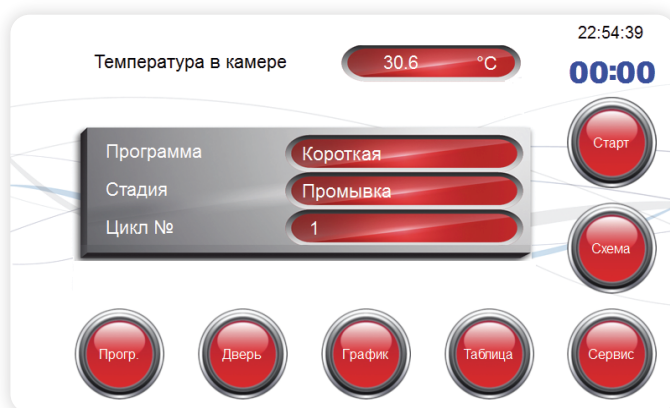 22:54:39
Температура в камере 30.6 °C
00:00
Программа Короткая
Старт
Стадия Промывка
Цикл № 1
Схема
Прогр. Дверь График Таблица Сервис